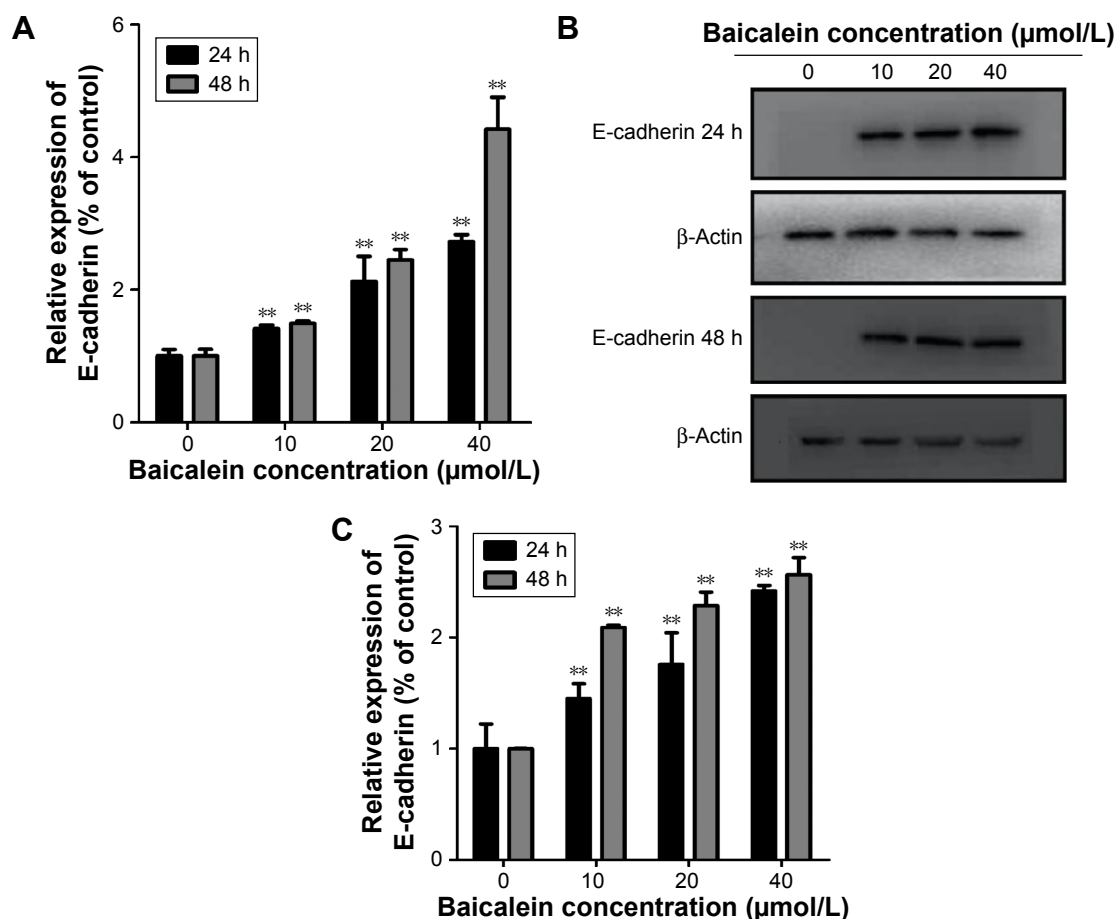 A
Relative expression of
E-cadherin (% of control)
6
4
2
0
24 h
48 h
**
**
**
**
**
**
0
10
20
40
Baicalein concentration (µmol/L)
B
Baicalein concentration (µmol/L)
0 10 20 40
E-cadherin 24 h
β-Actin
E-cadherin 48 h
β-Actin
C
Relative expression of
E-cadherin (% of control)
3
2
1
0
24 h
48 h
**
**
**
**
**
**
0
10
20
40
Baicalein concentration (µmol/L)